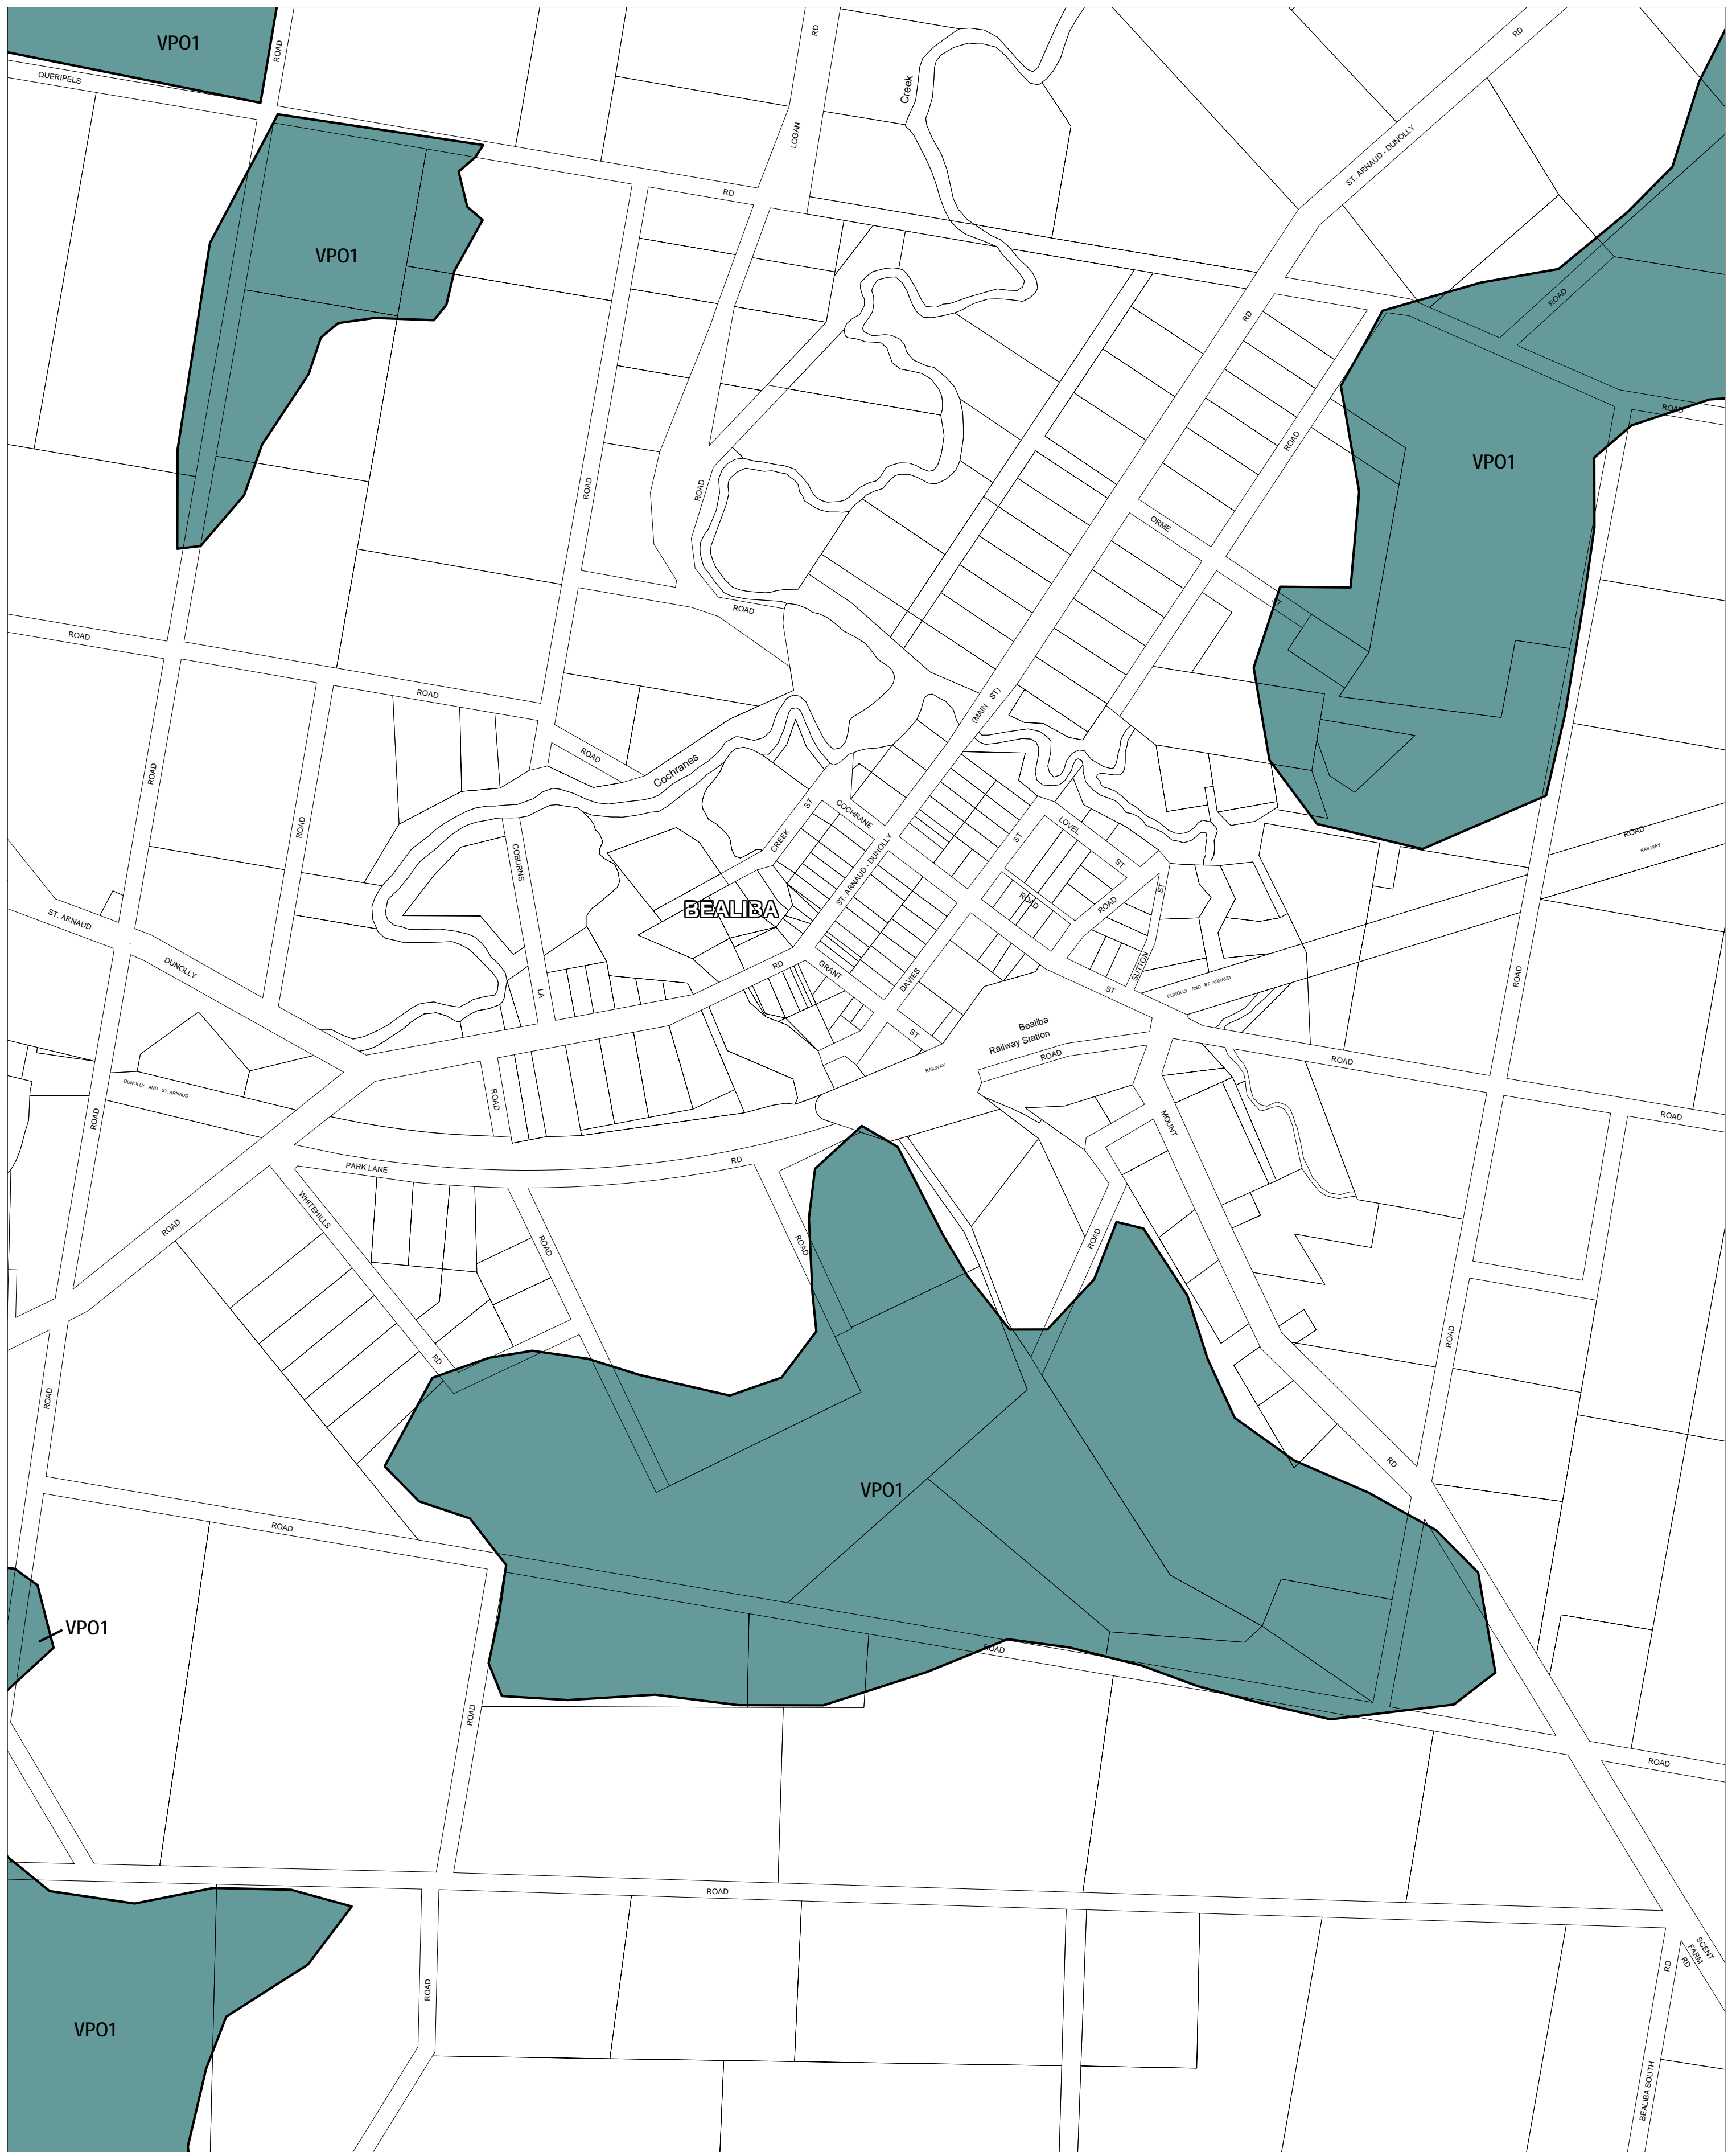 VPO1
ROAD
RD
RD
QUERIPELS
Creek
LOGAN
ST. ARNAUD - DUNOLLY
RD
VPO1
ROAD
RD
ROAD
ROAD
VPO1
ROAD
ROAD
ORME
ST
ROAD
ROAD
ROAD
(MAIN ST)
ROAD
Cochranes
ROAD
ROAD
COCHRANE
ST
CREEK
LOVEL
ST
ST
ROAD
RAILWAY
ROAD
COBURNS
ST. ARNAUD - DUNOLLY
BEALIBA
ROAD
ROAD
ST
ST. ARNAUD
DUNOLLY
RD
GRANT
DAVIES
SUTTON
ST
DUNOLLY AND ST. ARNAUD
ROAD
LA
ST
Bealiba
Railway Station
ROAD
RAILWAY
ROAD
DUNOLLY AND ST. ARNAUD
ROAD
ROAD
MOUNT
ROAD
PARK LANE
RD
WHITEHILLS
ROAD
ROAD
ROAD
ROAD
RD
ROAD
ROAD
RD
VPO1
ROAD
VPO1
ROAD
ROAD
ROAD
ROAD
SCENT
FARM
RD
RD
ROAD
VPO1
BEALIBA SOUTH